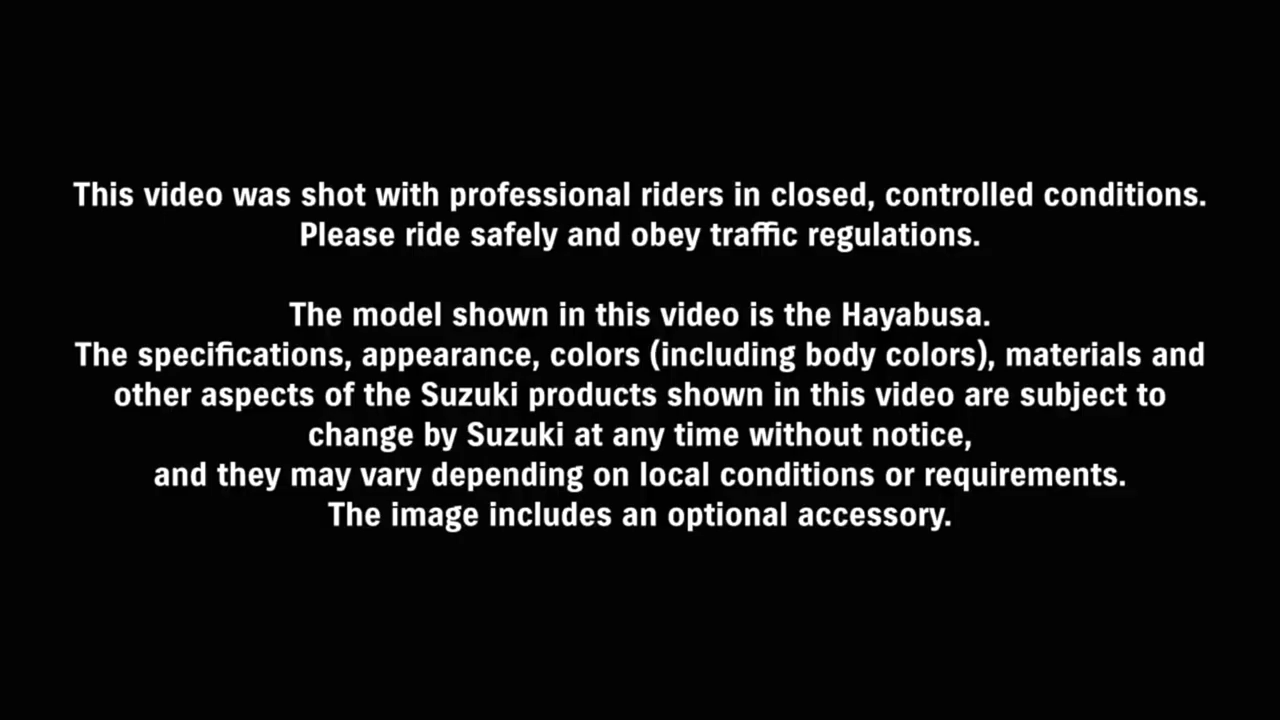 This video was shot with professional riders in closed, controlled conditions.
Please ride safely and obey traffic regulations.
The model shown in this video is the Hayabusa.
The specifications, appearance, colors (including body colors), materials and
other aspects of the Suzuki products shown in this video are subject to
change by Suzuki at any time without notice,
and they may vary depending on local conditions or requirements.
The image includes an optional accessory.